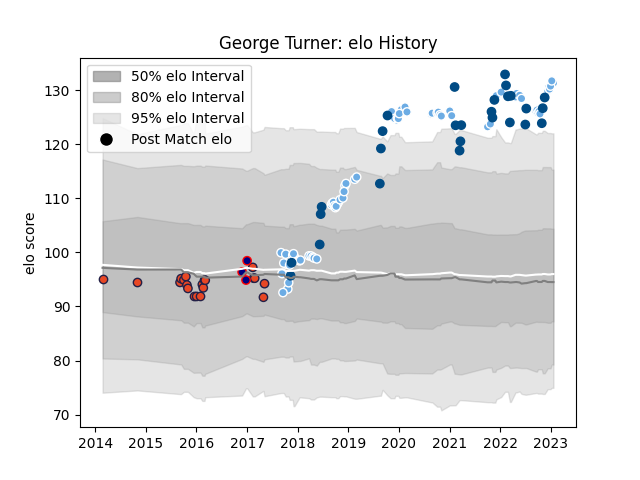 George Turner: elo History
50% elo Interval
80% elo Interval
95% elo Interval
Post Match elo
elo score
130
120
110
100
90
80
70
2014 2015 2016 2017 2018 2019 2020 2021 2022 2023